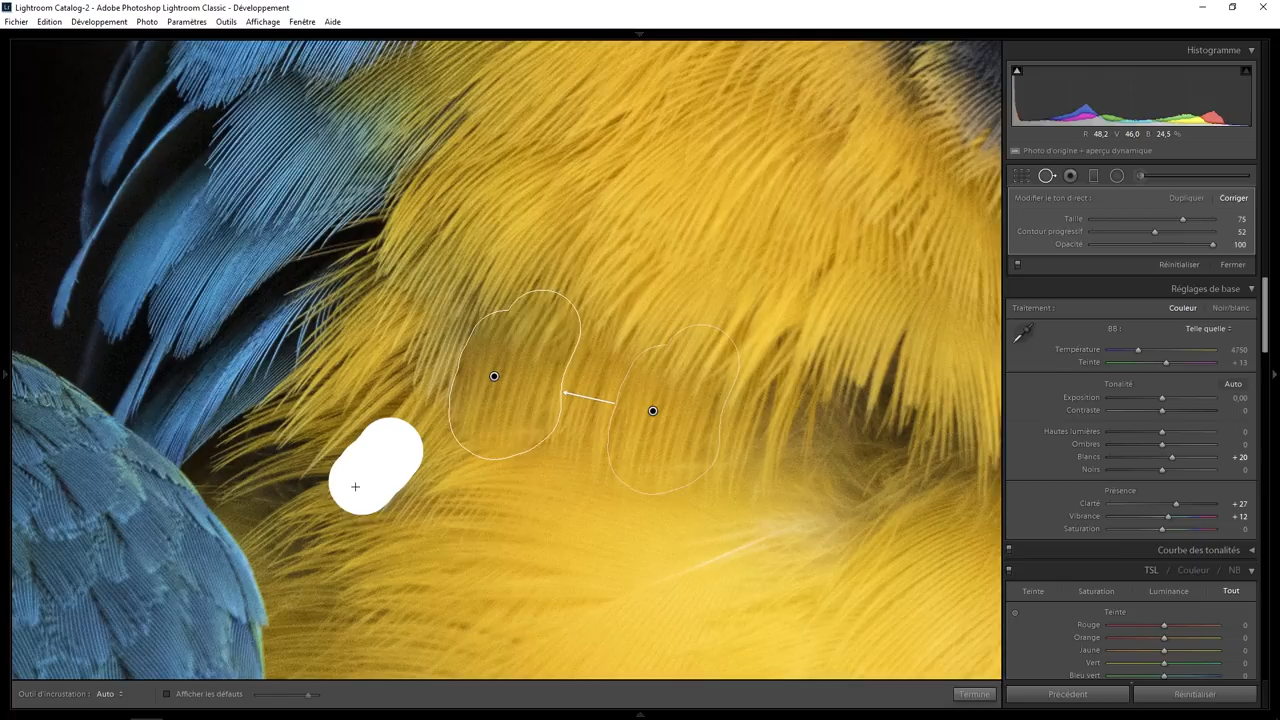 Lightroom Catalog-2 - Adobe Photoshop Lightroom Classic - Développement
Fichier Edition Développement Photo Paramètres Outils Affichage Fenêtre Aide
Histogramme
R 48,2 V 46,0 B 24,5 %
Photo d'origine + aperçu dynamique
Modifier le ton direct : Dupliquer Corriger
Taille 75
Contour progressif 52
Opacité 100
Réinitialiser Fermer
Réglages de base
Traitement : Couleur Noir/blanc
BB : Telle quelle
Température 4750
Teinte + 13
Tonalité Auto
Exposition 0,00
Contraste 0
Hautes lumières 0
Ombres 0
Blancs + 20
Noirs 0
Présence
Clarté + 27
Vibrance + 12
Saturation 0
Courbe des tonalités
TSL / Couleur / NB
Teinte Saturation Luminance Tout
Teinte
Rouge 0
Orange 0
Jaune 0
Vert 0
Bleu vert 0
Outil d'incrustation : Auto Afficher les défauts Terminé
Précédent Réinitialiser